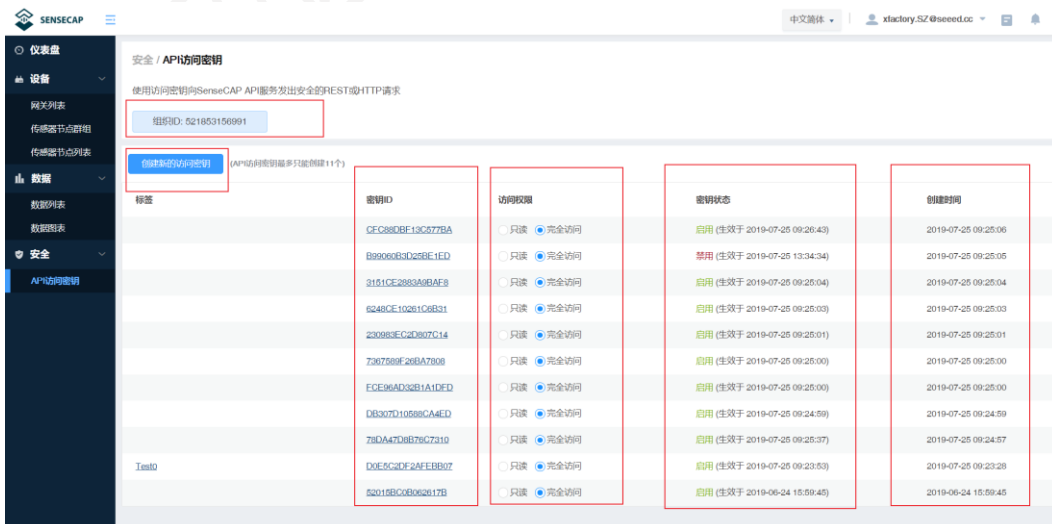 SENSECAP
中文简体
xfactory.SZ@seeed.cc
仪表盘
设备
网关列表
传感器节点群组
传感器节点列表
数据
数据列表
数据图表
安全
API访问密钥
安全 / API访问密钥
使用访问密钥向SenseCAP API服务发出安全的REST或HTTP请求
组织ID: 521853156991
创建新的访问密钥 (API访问密钥最多只能创建11个)
标签 密钥ID 访问权限 密钥状态 创建时间
CFC88DBF13C577BA 只读 完全访问 启用 (生效于 2019-07-25 09:26:43) 2019-07-25 09:25:06
B99060B3D25BE1ED 只读 完全访问 禁用 (生效于 2019-07-25 13:34:34) 2019-07-25 09:25:05
3151CE2883A9BAF8 只读 完全访问 启用 (生效于 2019-07-25 09:25:04) 2019-07-25 09:25:04
6248CE10261C6B31 只读 完全访问 启用 (生效于 2019-07-25 09:25:03) 2019-07-25 09:25:03
230983EC2D807C14 只读 完全访问 启用 (生效于 2019-07-25 09:25:01) 2019-07-25 09:25:01
7367589F26BA7808 只读 完全访问 启用 (生效于 2019-07-25 09:25:00) 2019-07-25 09:25:00
FCE96AD32B1A1DFD 只读 完全访问 启用 (生效于 2019-07-25 09:25:00) 2019-07-25 09:25:00
DB307D10588CA4ED 只读 完全访问 启用 (生效于 2019-07-25 09:24:59) 2019-07-25 09:24:59
78DA47D8B76C7310 只读 完全访问 启用 (生效于 2019-07-25 09:25:37) 2019-07-25 09:24:57
Test0 D0E5C2DF2AFEBB07 只读 完全访问 启用 (生效于 2019-07-25 09:23:53) 2019-07-25 09:23:28
52015BC0B062617B 只读 完全访问 启用 (生效于 2019-06-24 15:59:45) 2019-06-24 15:59:45